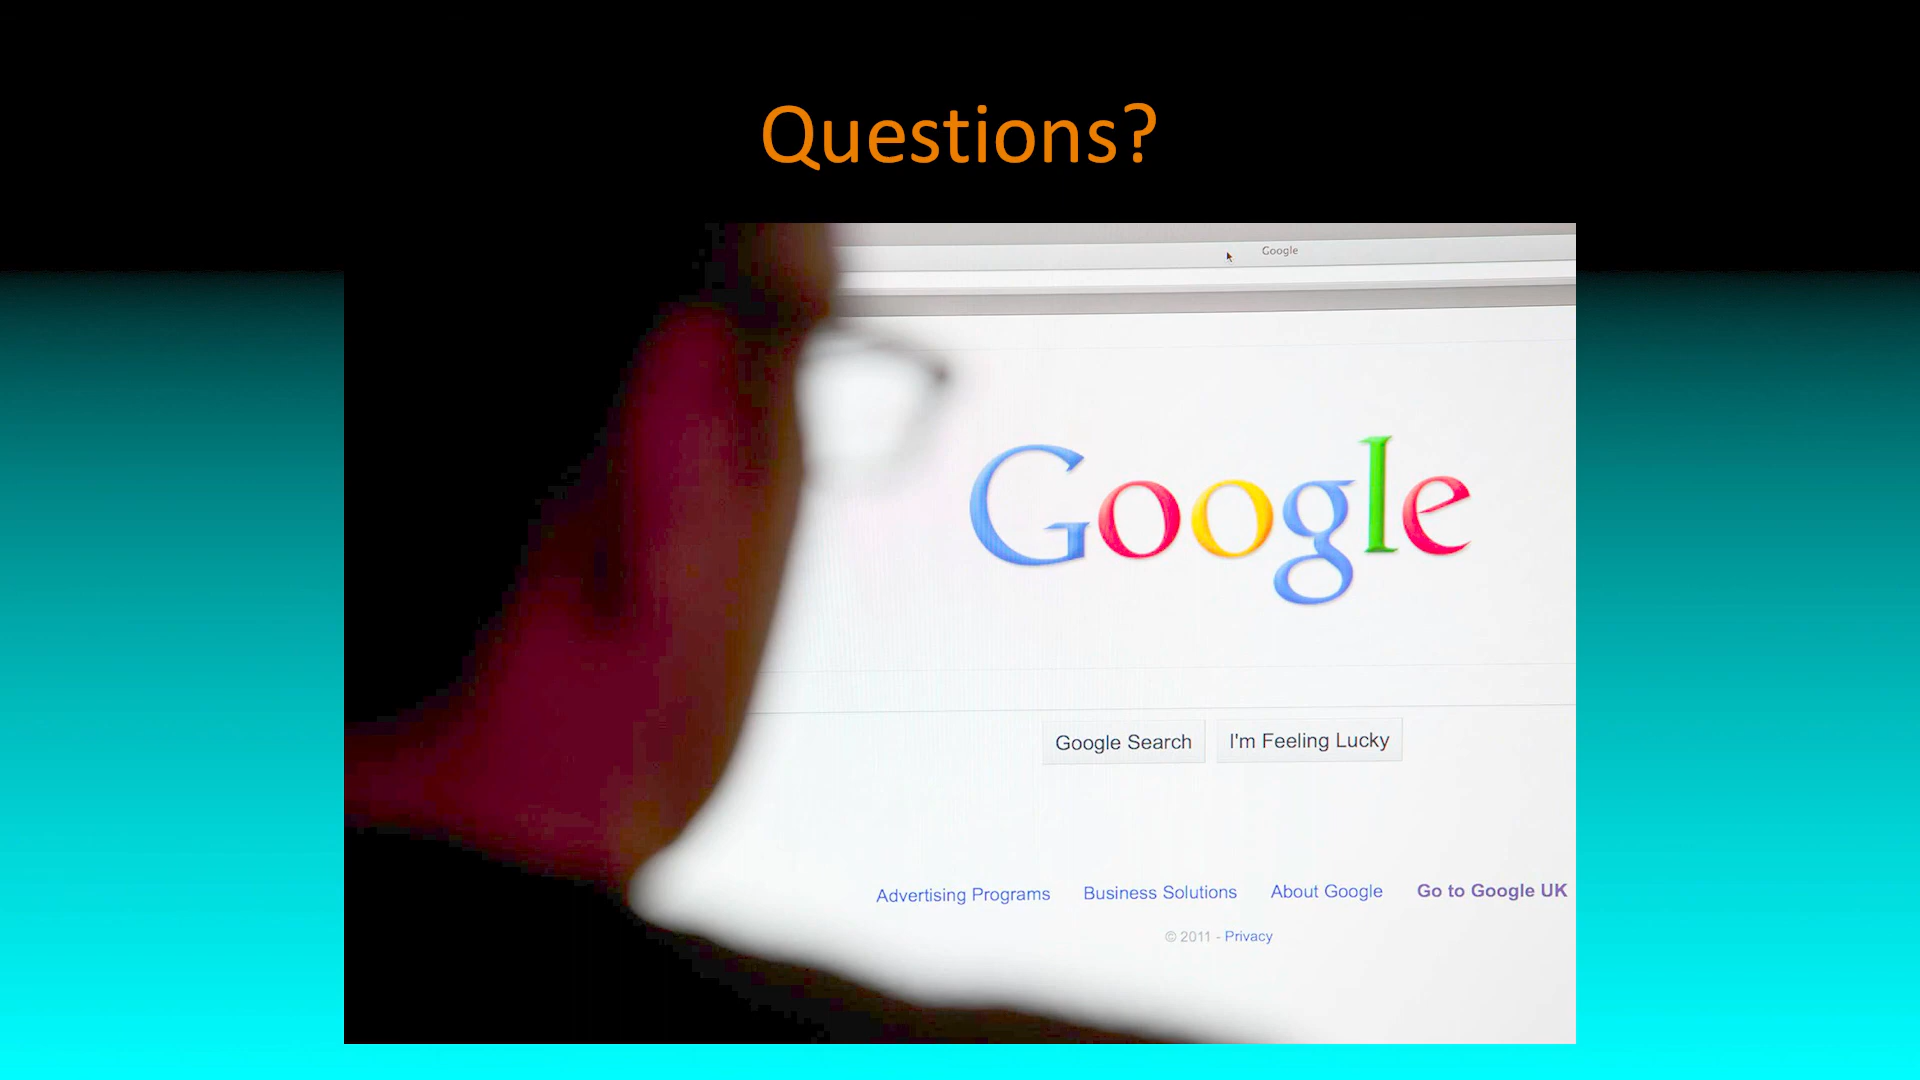 Questions?
Google
Google
Google Search
I'm Feeling Lucky
Advertising Programs
Business Solutions
About Google
Go to Google UK
© 2011 - Privacy